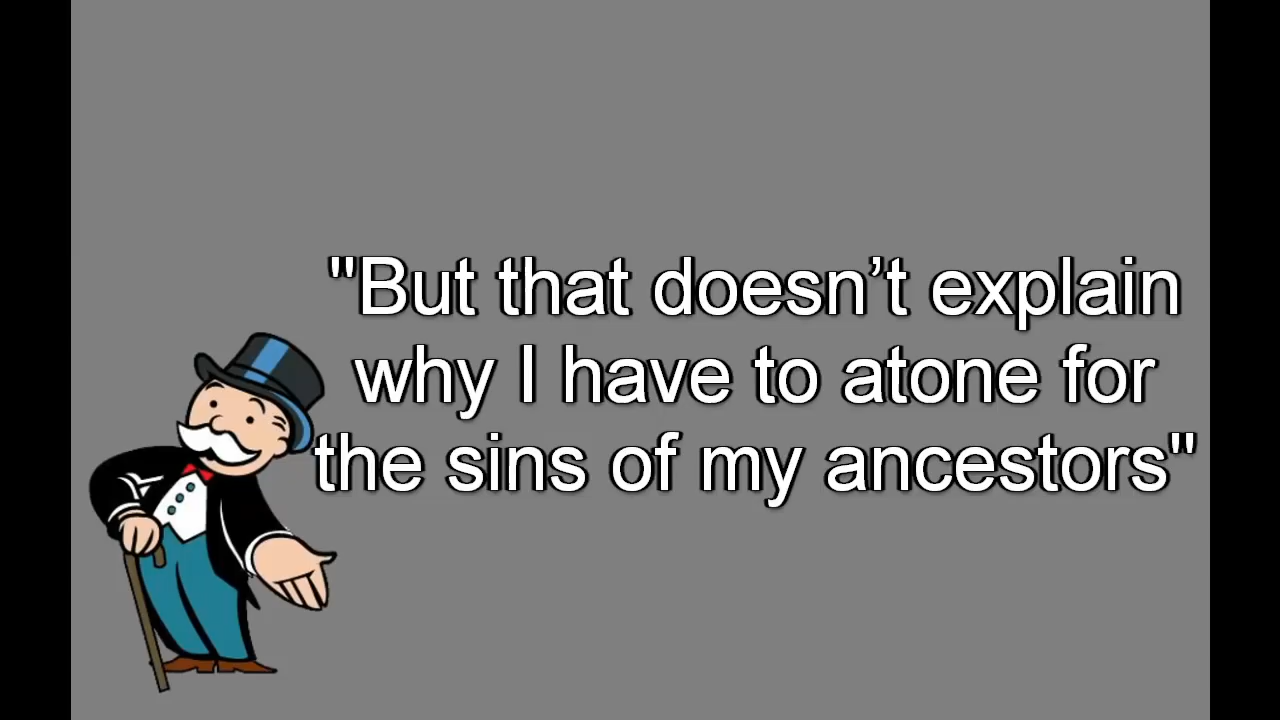 "But that doesn’t explain
why I have to atone for
the sins of my ancestors"